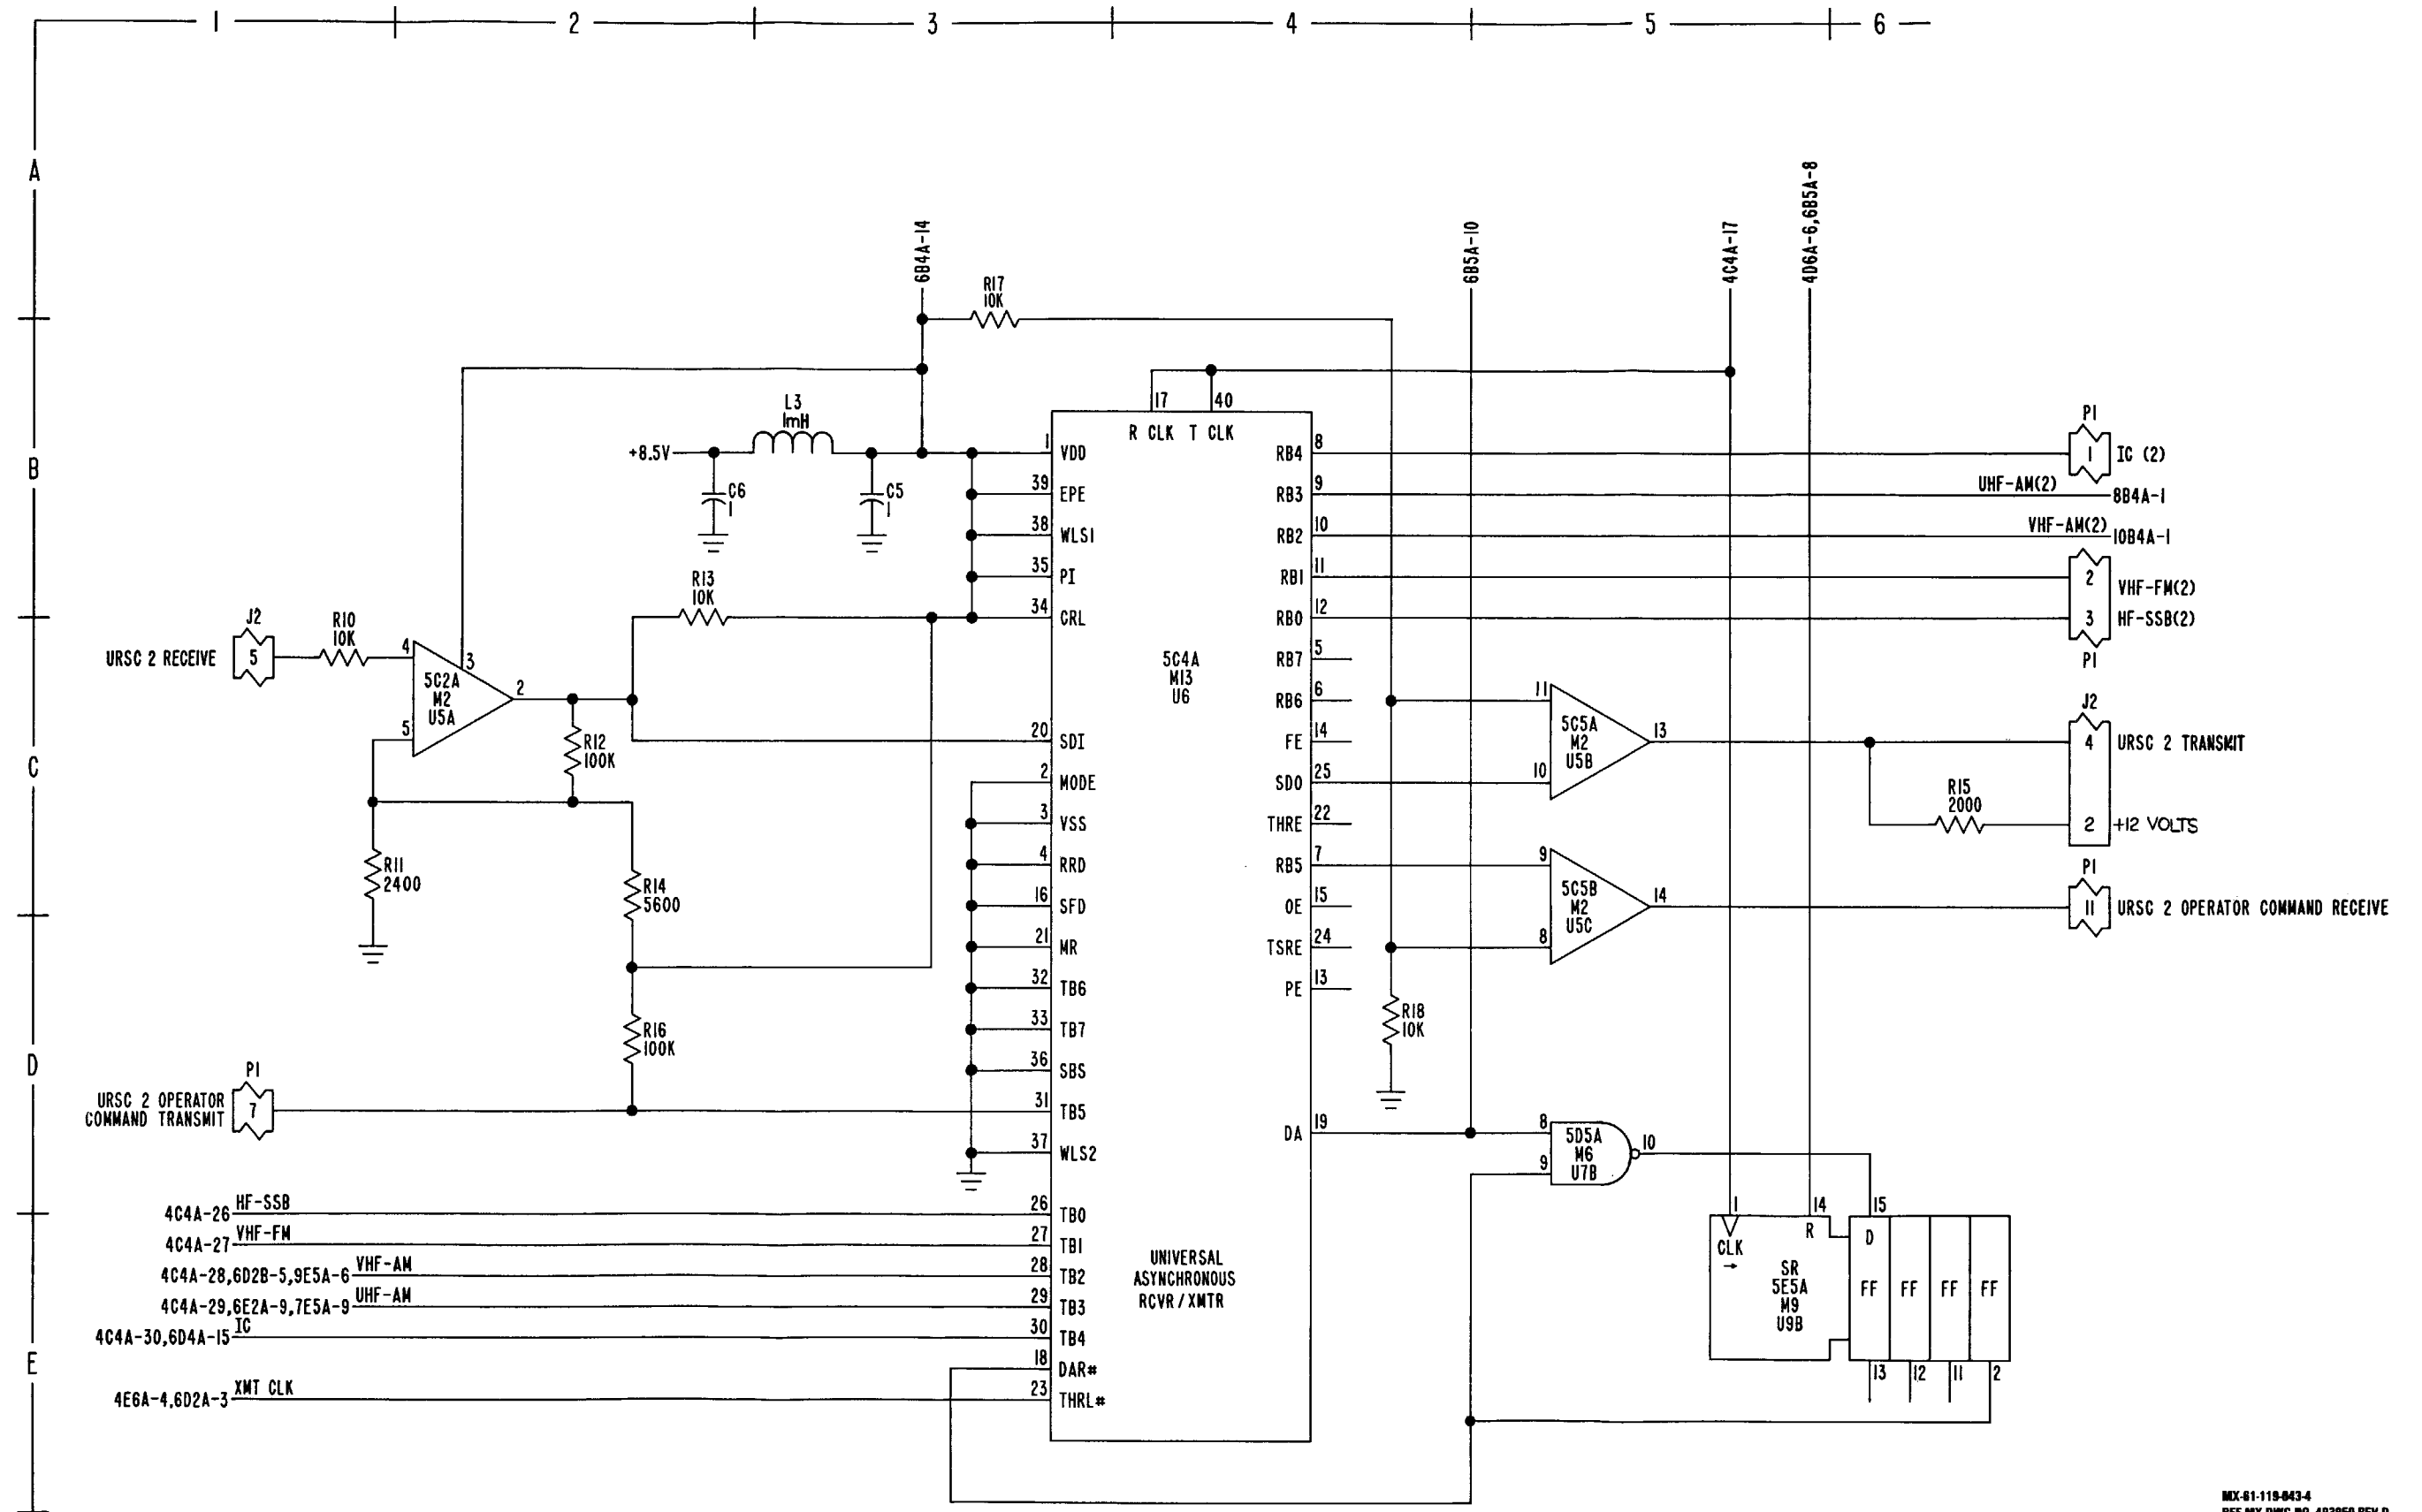 1 2 3 4 5 6
A
B
C
D
E
6B4A-14
6B5A-10
4C4A-17
4D6A-6,6B5A-8
R17
10K
L3
1mH
+8.5V
C6
1
C5
1
R13
10K
J2
5
URSC 2 RECEIVE
R10
10K
4
3
5
2
5C2A
M2
U5A
R12
100K
R11
2400
R14
5600
R16
100K
P1
7
URSC 2 OPERATOR
COMMAND TRANSMIT
4C4A-26 HF-SSB
4C4A-27 VHF-FM
4C4A-28,6D2B-5,9E5A-6 VHF-AM
4C4A-29,6E2A-9,7E5A-9 UHF-AM
4C4A-30,6D4A-15 IC
4E6A-4,6D2A-3 XMT CLK
17 40
R CLK T CLK
1 VDD
39 EPE
38 WLS1
35 PI
34 CRL
20 SDI
2 MODE
3 VSS
4 RRD
16 SFD
21 MR
32 TB6
33 TB7
36 SBS
31 TB5
37 WLS2
26 TB0
27 TB1
28 TB2
29 TB3
30 TB4
18 DAR#
23 THRL#
5C4A
M13
U6
UNIVERSAL
ASYNCHRONOUS
RCVR/XMTR
RB4 8
RB3 9
RB2 10
RB1 11
RB0 12
RB7 5
RB6 6
FE 14
SDO 25
THRE 22
RB5 7
OE 15
TSRE 24
PE 13
DA 19
R18
10K
11
10
13
5C5A
M2
U5B
9
8
14
5C5B
M2
U5C
8
9
10
5D5A
M6
U7B
P1
1
IC (2)
UHF-AM(2) 8B4A-1
VHF-AM(2) 10B4A-1
2
VHF-FM(2)
3
HF-SSB(2)
P1
J2
4
URSC 2 TRANSMIT
R15
2000
2
+12 VOLTS
P1
11
URSC 2 OPERATOR COMMAND RECEIVE
1 14 15
CLK R D
→
SR
5E5A
M9
U9B
FF FF FF FF
13 12 11 2
MX-61-119-643-4